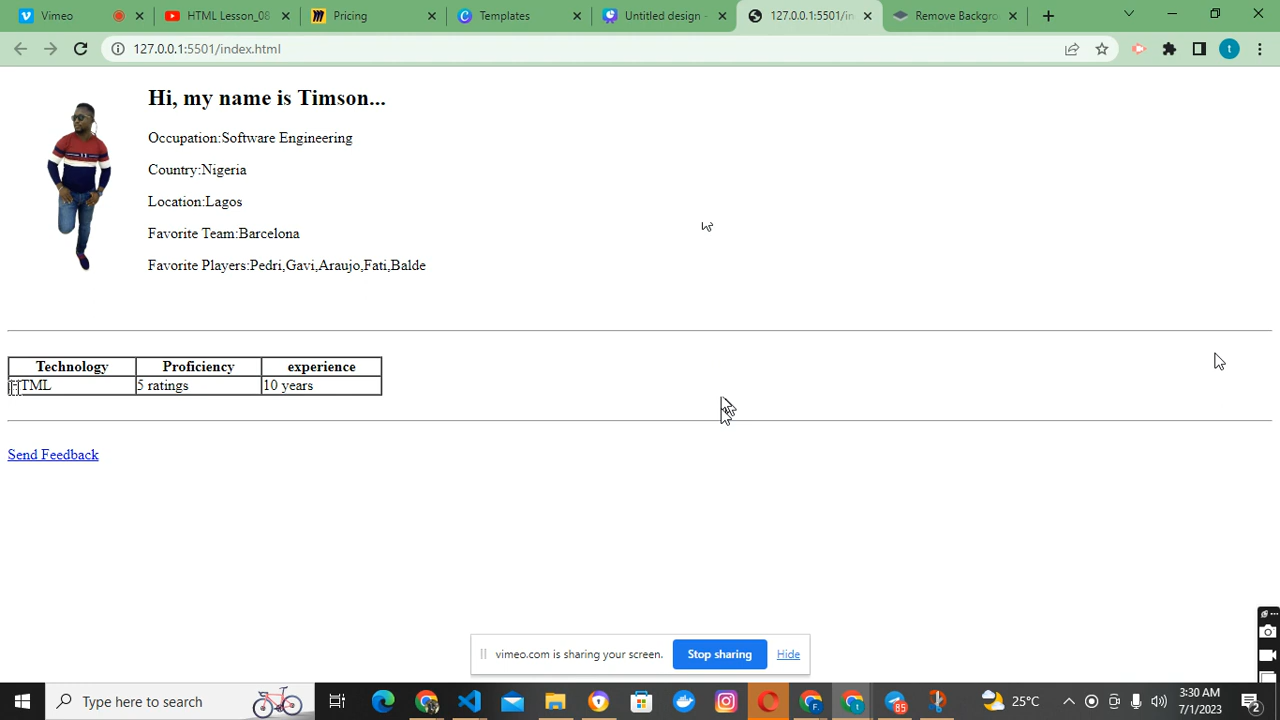 Vimeo
HTML Lesson_08
Pricing
Templates
Untitled design -
127.0.0.1:5501/in
Remove Backgro
127.0.0.1:5501/index.html
t
Hi, my name is Timson...
Occupation:Software Engineering
Country:Nigeria
Location:Lagos
Favorite Team:Barcelona
Favorite Players:Pedri,Gavi,Araujo,Fati,Balde
Technology Proficiency experience
HTML 5 ratings 10 years
Send Feedback
vimeo.com is sharing your screen. Stop sharing Hide
Type here to search
85
25°C
3:30 AM
7/1/2023
2